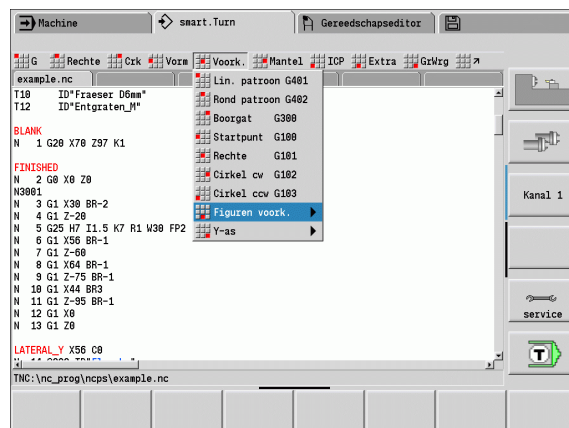 Machine
smart.Turn
Gereedschapseditor
G Rechte Crk Vorm Voork. Mantel ICP Extra GrWrg
example.nc
T10 ID"Fraeser D6mm"
T12 ID"Entgraten_M"
BLANK
N 1 G20 X70 Z97 K1
FINISHED
N 2 G0 X0 Z0
N3001
N 3 G1 X30 BR-2
N 4 G1 Z-20
N 5 G25 H7 I1.5 K7 R1 W30 FP2
N 6 G1 X56 BR-1
N 7 G1 Z-60
N 8 G1 X64 BR-1
N 9 G1 Z-75 BR-1
N 10 G1 X44 BR3
N 11 G1 Z-95 BR-1
N 12 G1 X0
N 13 G1 Z0
LATERAL_Y X56 C0
Lin. patroon G401
Rond patroon G402
Boorgat G300
Startpunt G100
Rechte G101
Cirkel cw G102
Cirkel ccw G103
Figuren voork.
Y-as
Kanal 1
service
T
TNC:\nc_prog\ncps\example.nc